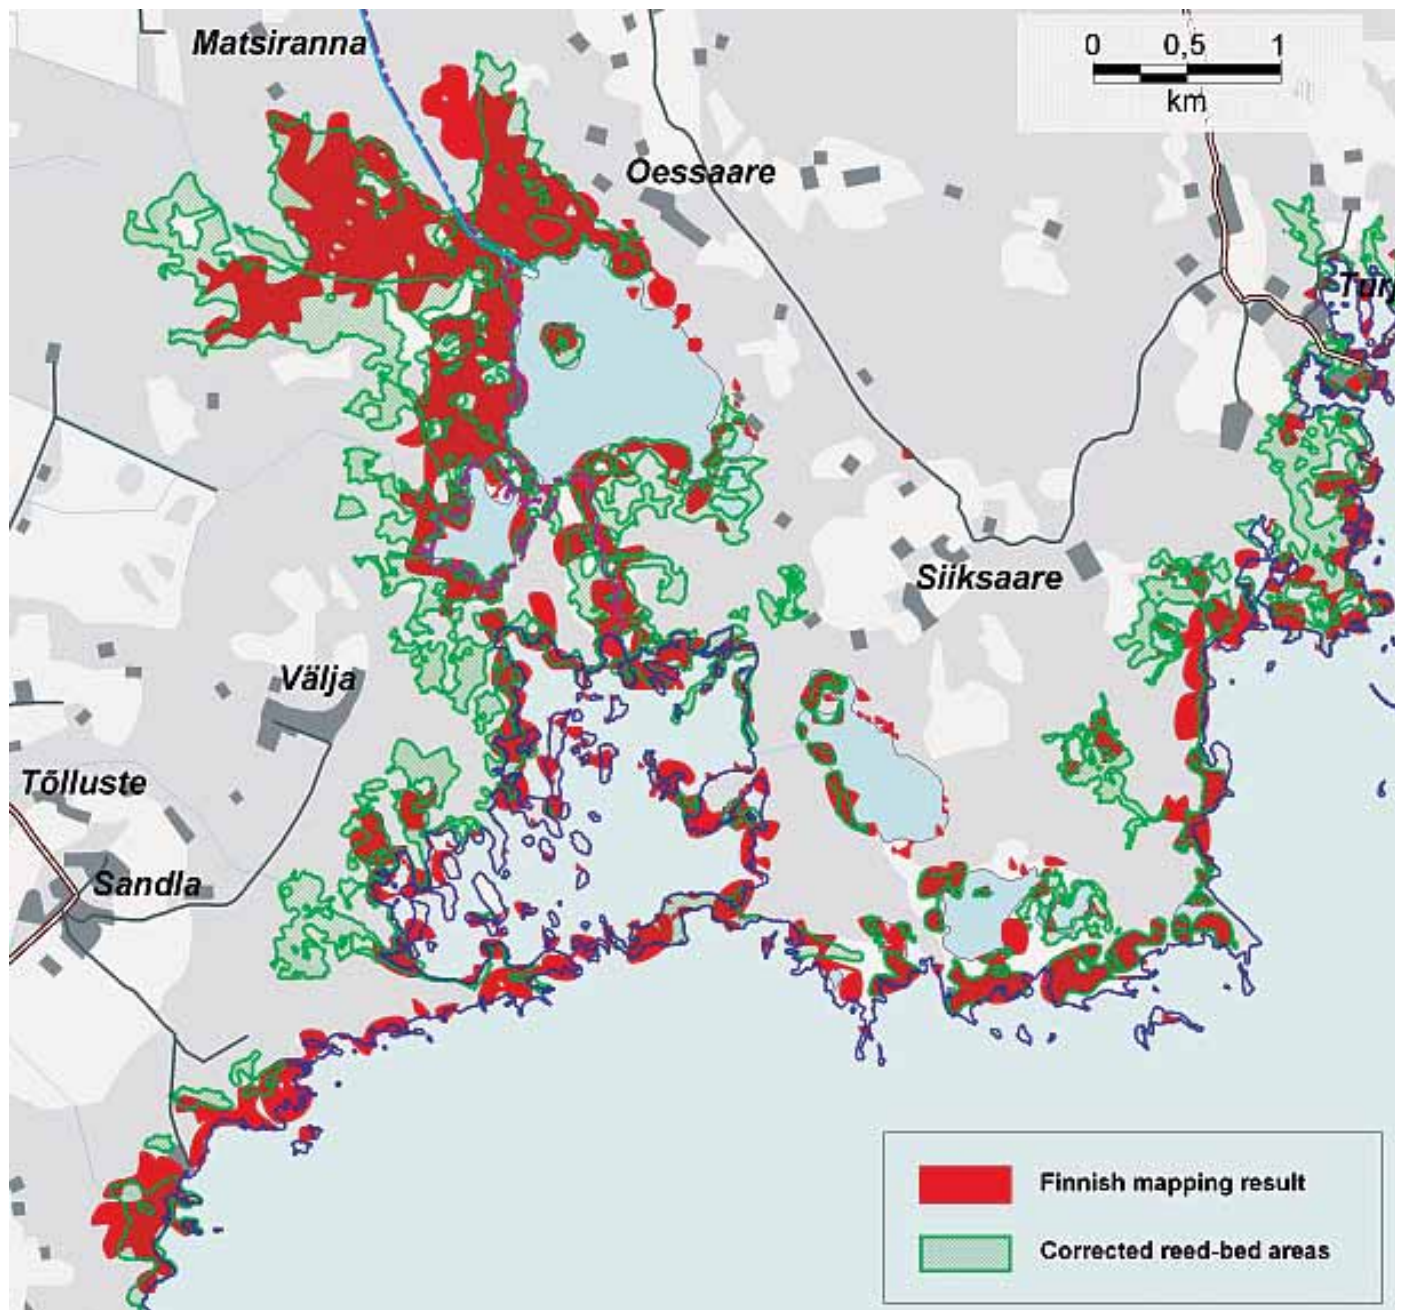 Matsiranna
0 0,5 1
km
Oessaare
Siiksaare
Välja
Tõlluste
Sandla
Finnish mapping result
Corrected reed-bed areas